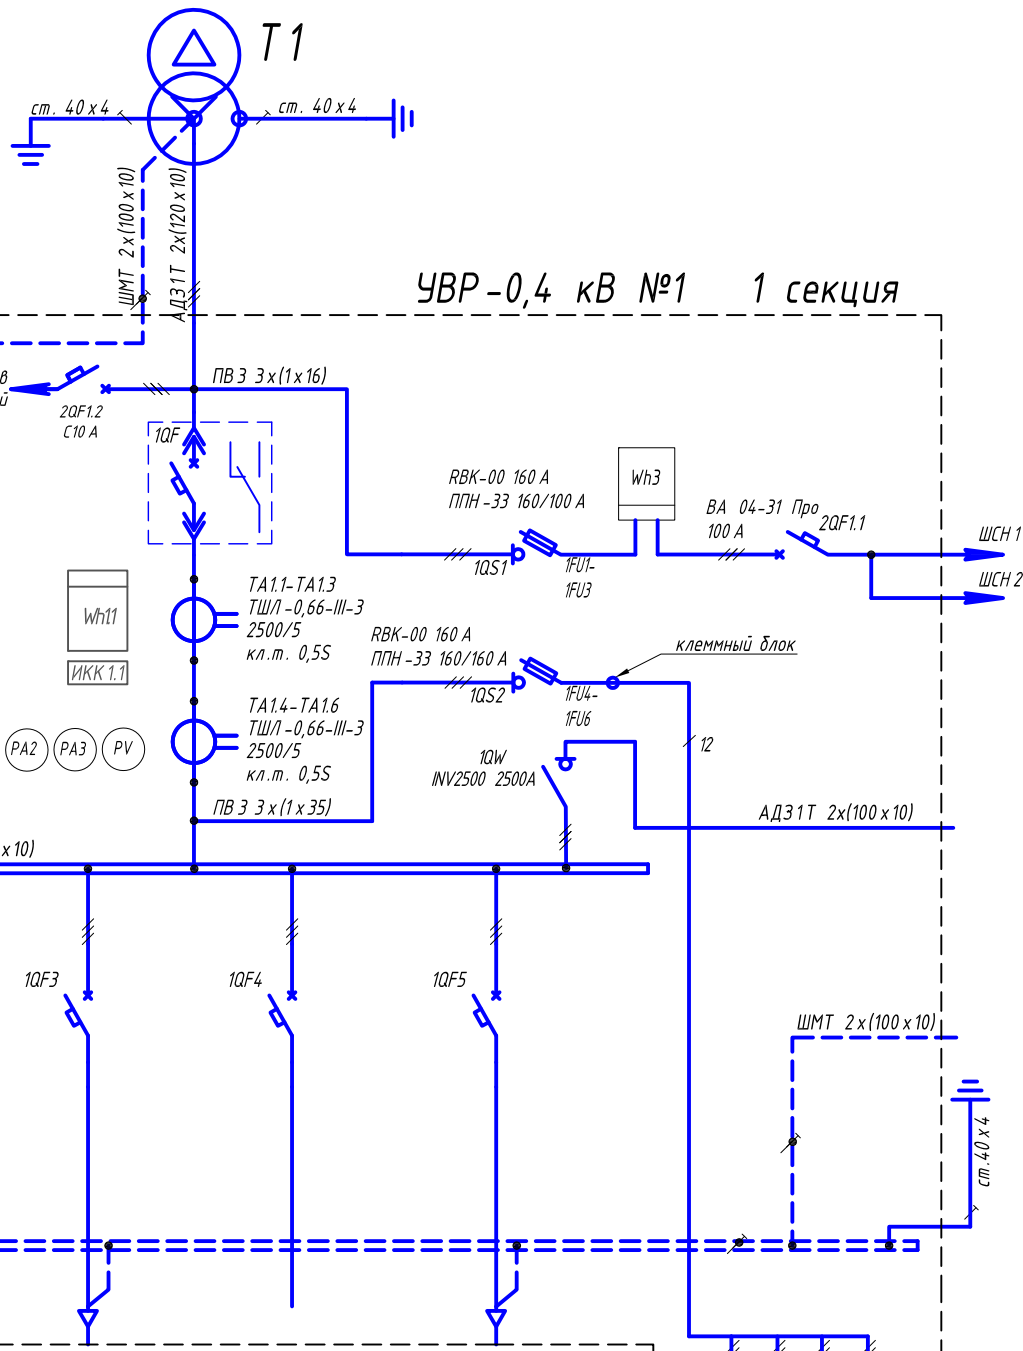 Т1
ст. 40х4
ст. 40х4
ШМТ 2х(100х10)
АД31Т 2х(120х10)
УВР-0,4 кВ №1 1 секция
в
й
2QF1.2
С10 А
ПВ3 3х(1х16)
1QF
RBK-00 160 А
ППН-33 160/100 А
Wh3
ВА 04-31 Про
100 А
2QF1.1
1QS1
1FU1-
1FU3
ШСН 1
ШСН 2
ТА1.1-ТА1.3
ТШЛ-0,66-III-3
2500/5
кл.т. 0,5S
Wh11
ИКК 1.1
RBK-00 160 А
ППН-33 160/160 А
клеммный блок
1QS2
1FU4-
1FU6
ТА1.4-ТА1.6
ТШЛ-0,66-III-3
2500/5
кл.т. 0,5S
PA2
PA3
PV
12
1QW
INV2500 2500А
ПВ3 3х(1х35)
АД31Т 2х(100х10)
х10)
1QF3
1QF4
1QF5
ШМТ 2х(100х10)
ст.40х4